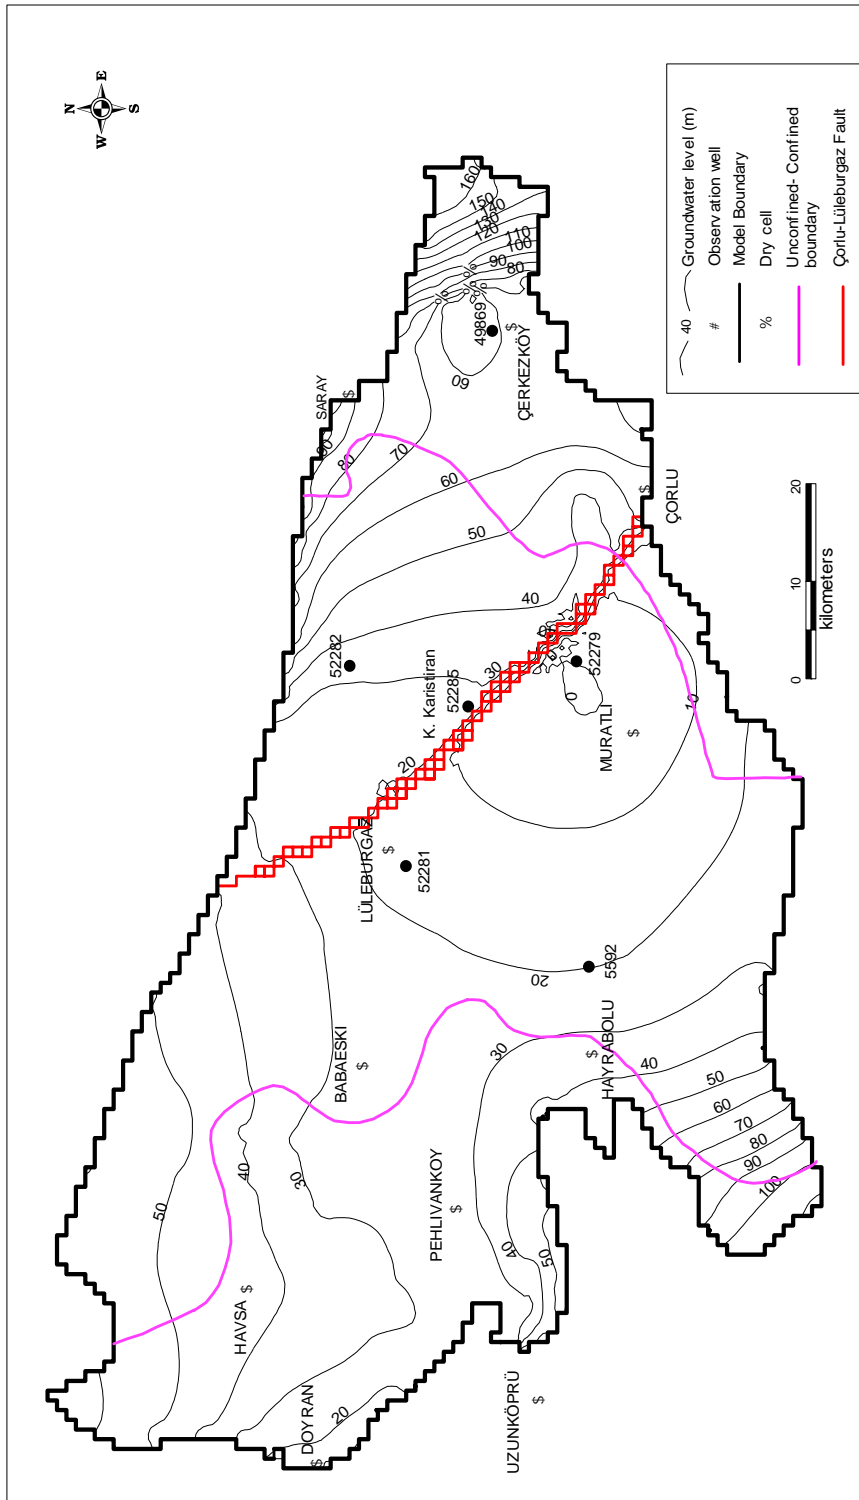 N
W E
S
50
40
HAVSA
$
30
DOYRAN
$
20
SARAY
$
90
80
70
BABAESKI
$
LÜLEBURGAZ
$
52282
60
52281
20
K. Karistiran
52285
50
PEHLIVANKOY
$
60
49869
%
%
%
%
%
160
150
140
130
120
110
100
90
80
30
30
40
40
50
20
UZUNKÖPRÜ
$
ÇERKEZKÖY
$
5592
0
52279
HAYRABOLU
$
MURATLI
$
40
50
60
70
80
90
100
10
ÇORLU
$
40 Groundwater level (m)
# Observation well
Model Boundary
% Dry cell
Unconfined- Confined
boundary
Çorlu-Lüleburgaz Fault
0 10 20
kilometers